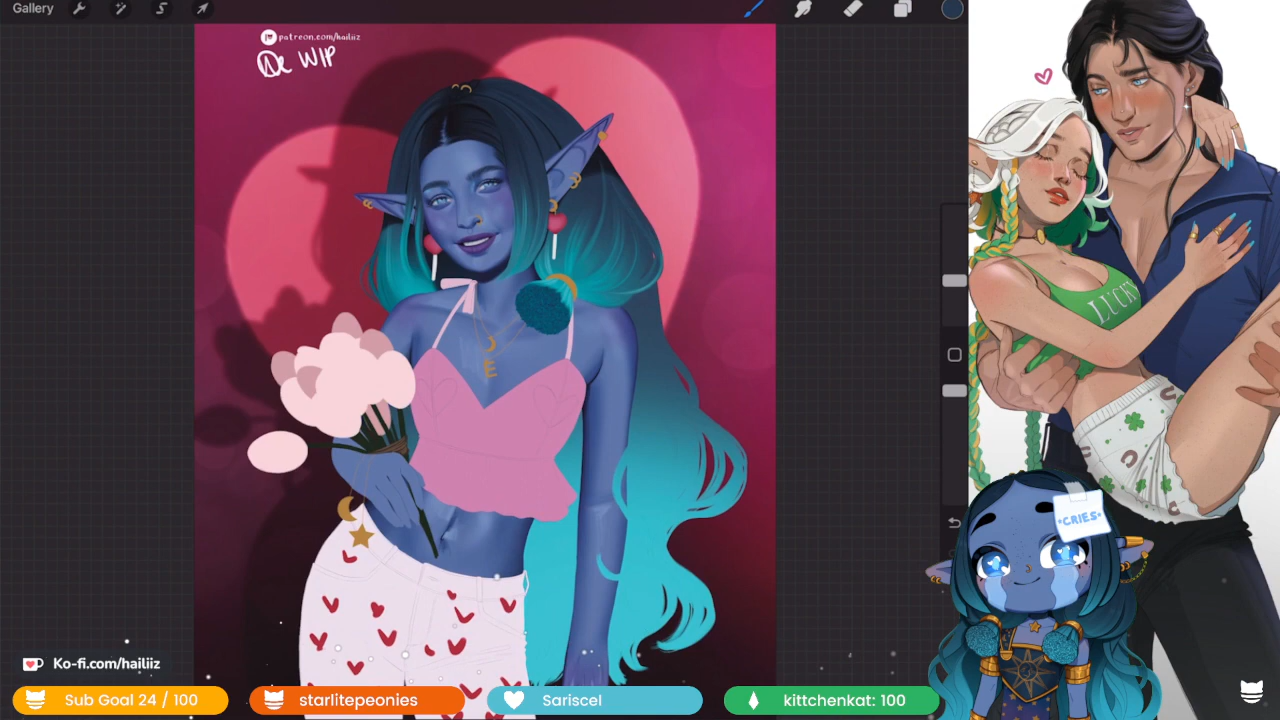 Gallery
patreon.com/hailiiz
WIP
LUCKY
*CRIES*
E
Ko-fi.com/hailiiz
Sub Goal 24 / 100
starlitepeonies
Sariscel
kittchenkat: 100